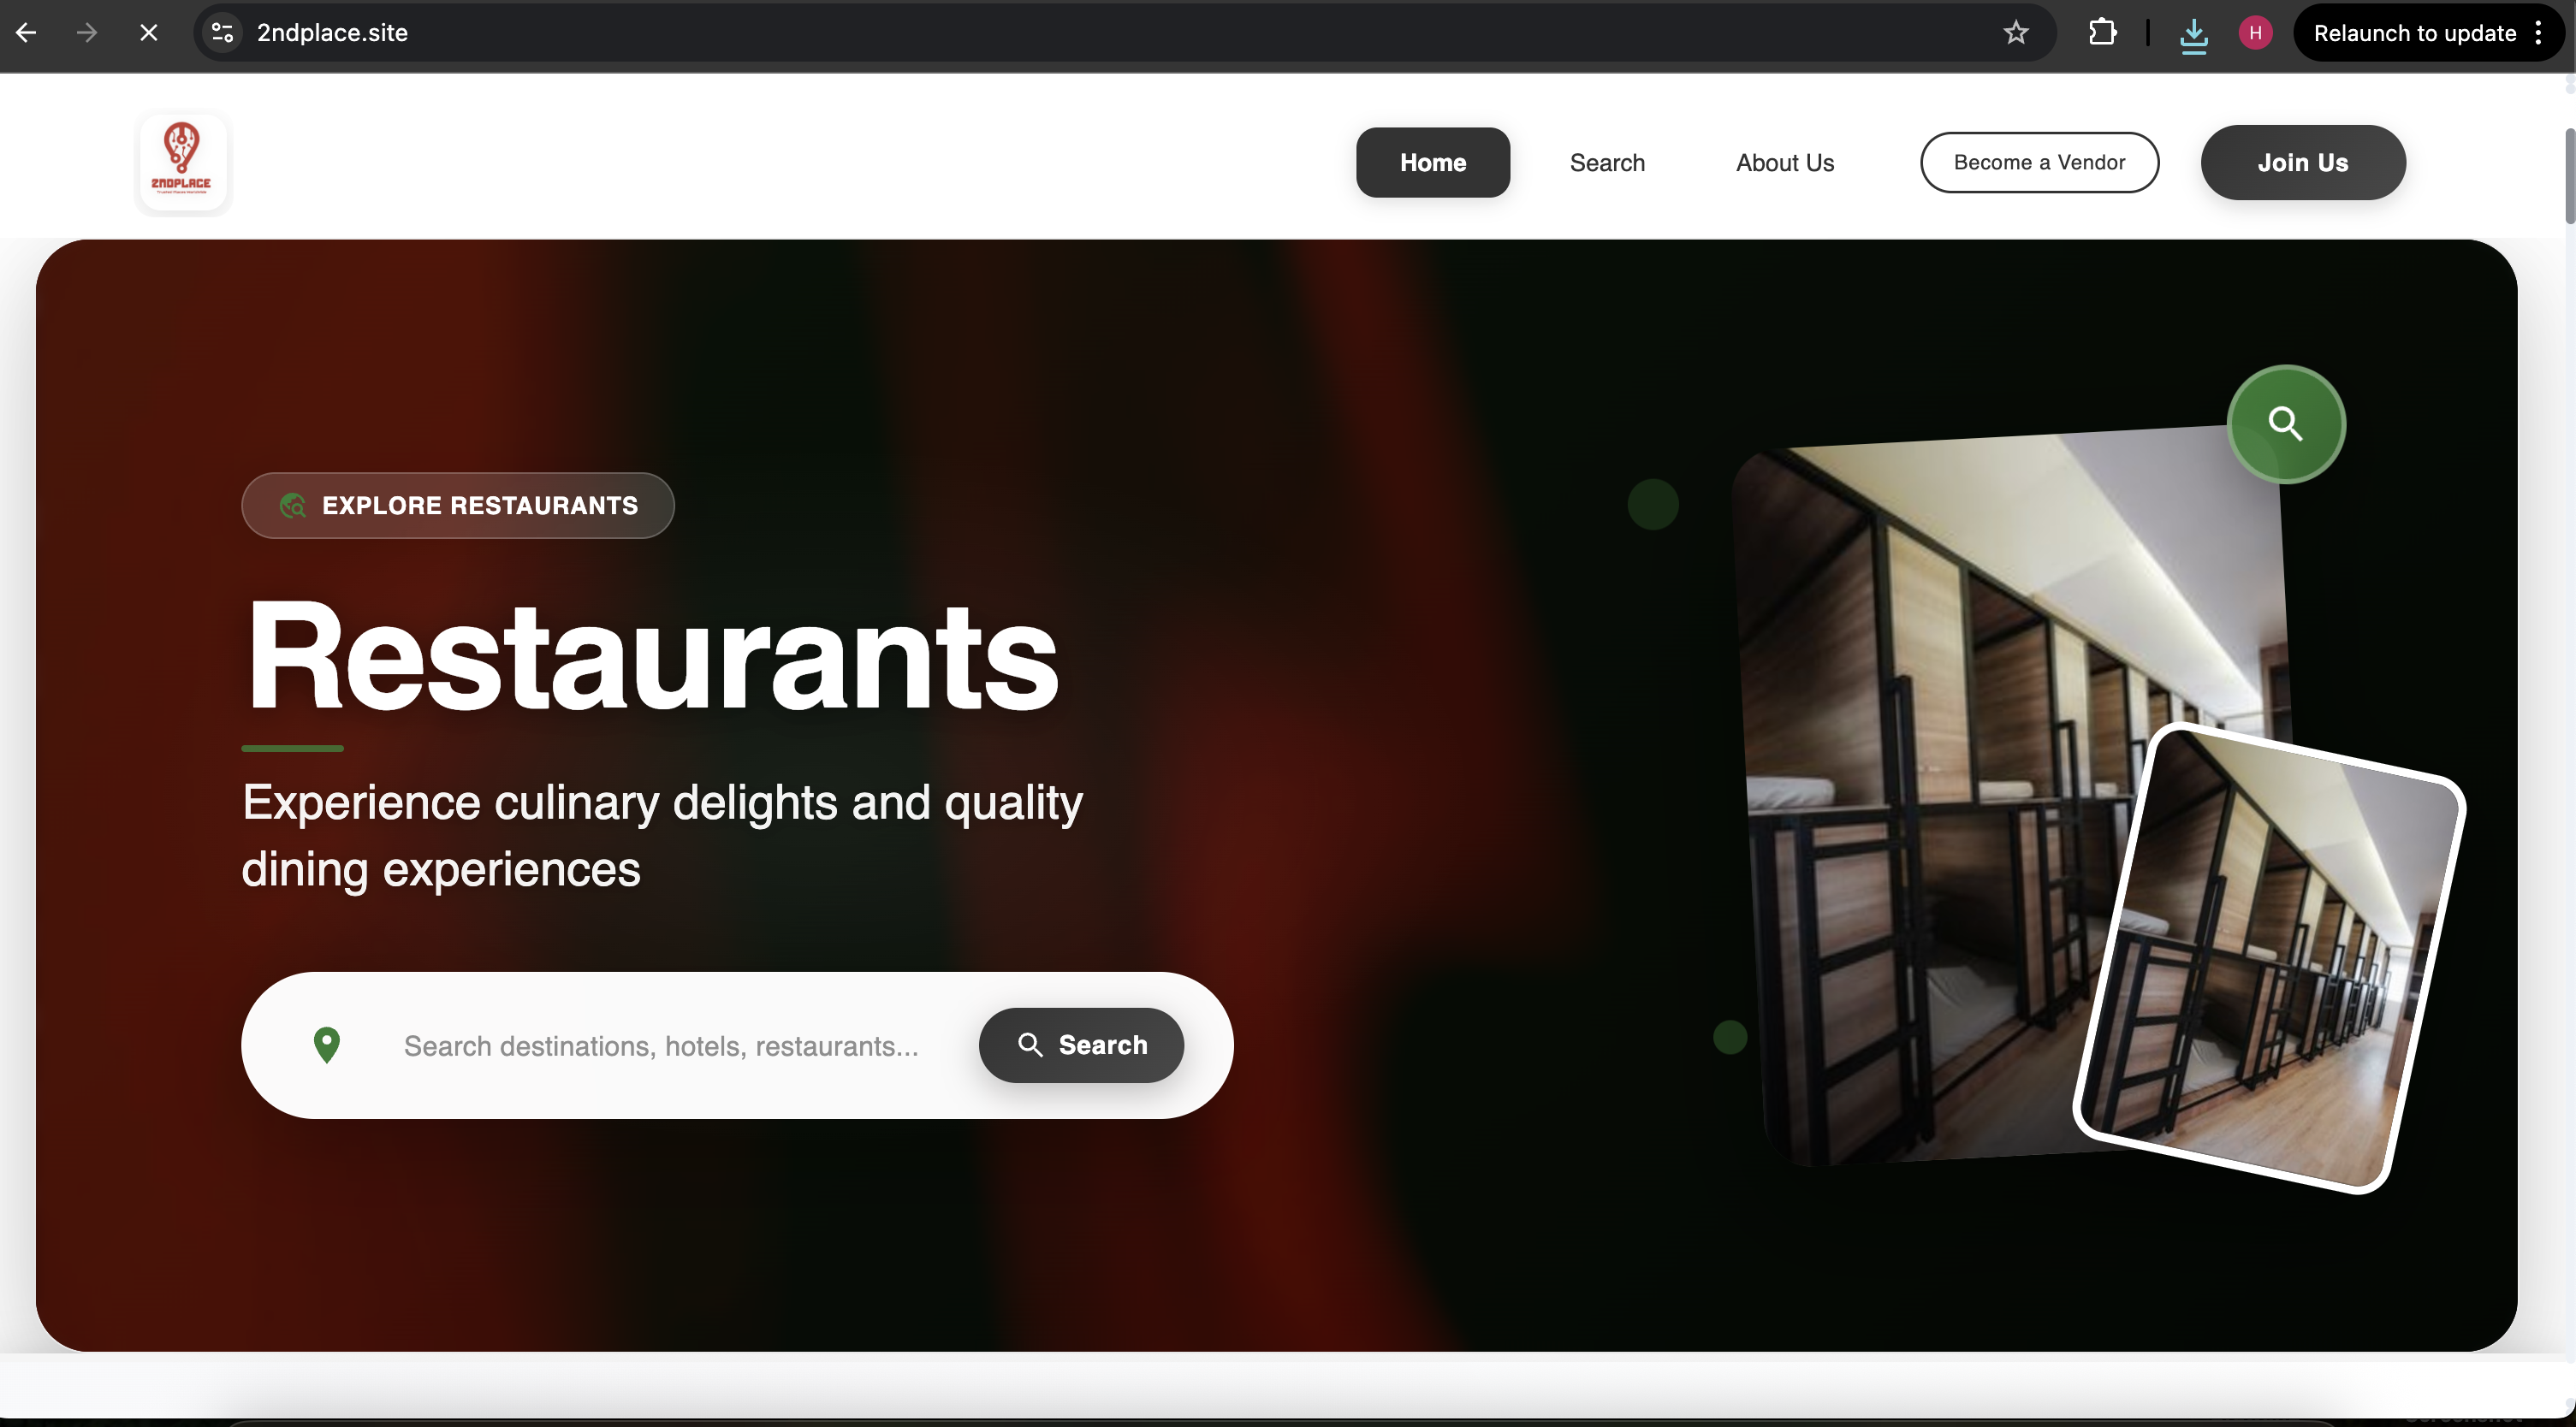 2ndplace.site
H
Relaunch to update
2NDPLACE
Home
Search
About Us
Become a Vendor
Join Us
EXPLORE RESTAURANTS
Restaurants
Experience culinary delights and quality
dining experiences
Search destinations, hotels, restaurants...
Search